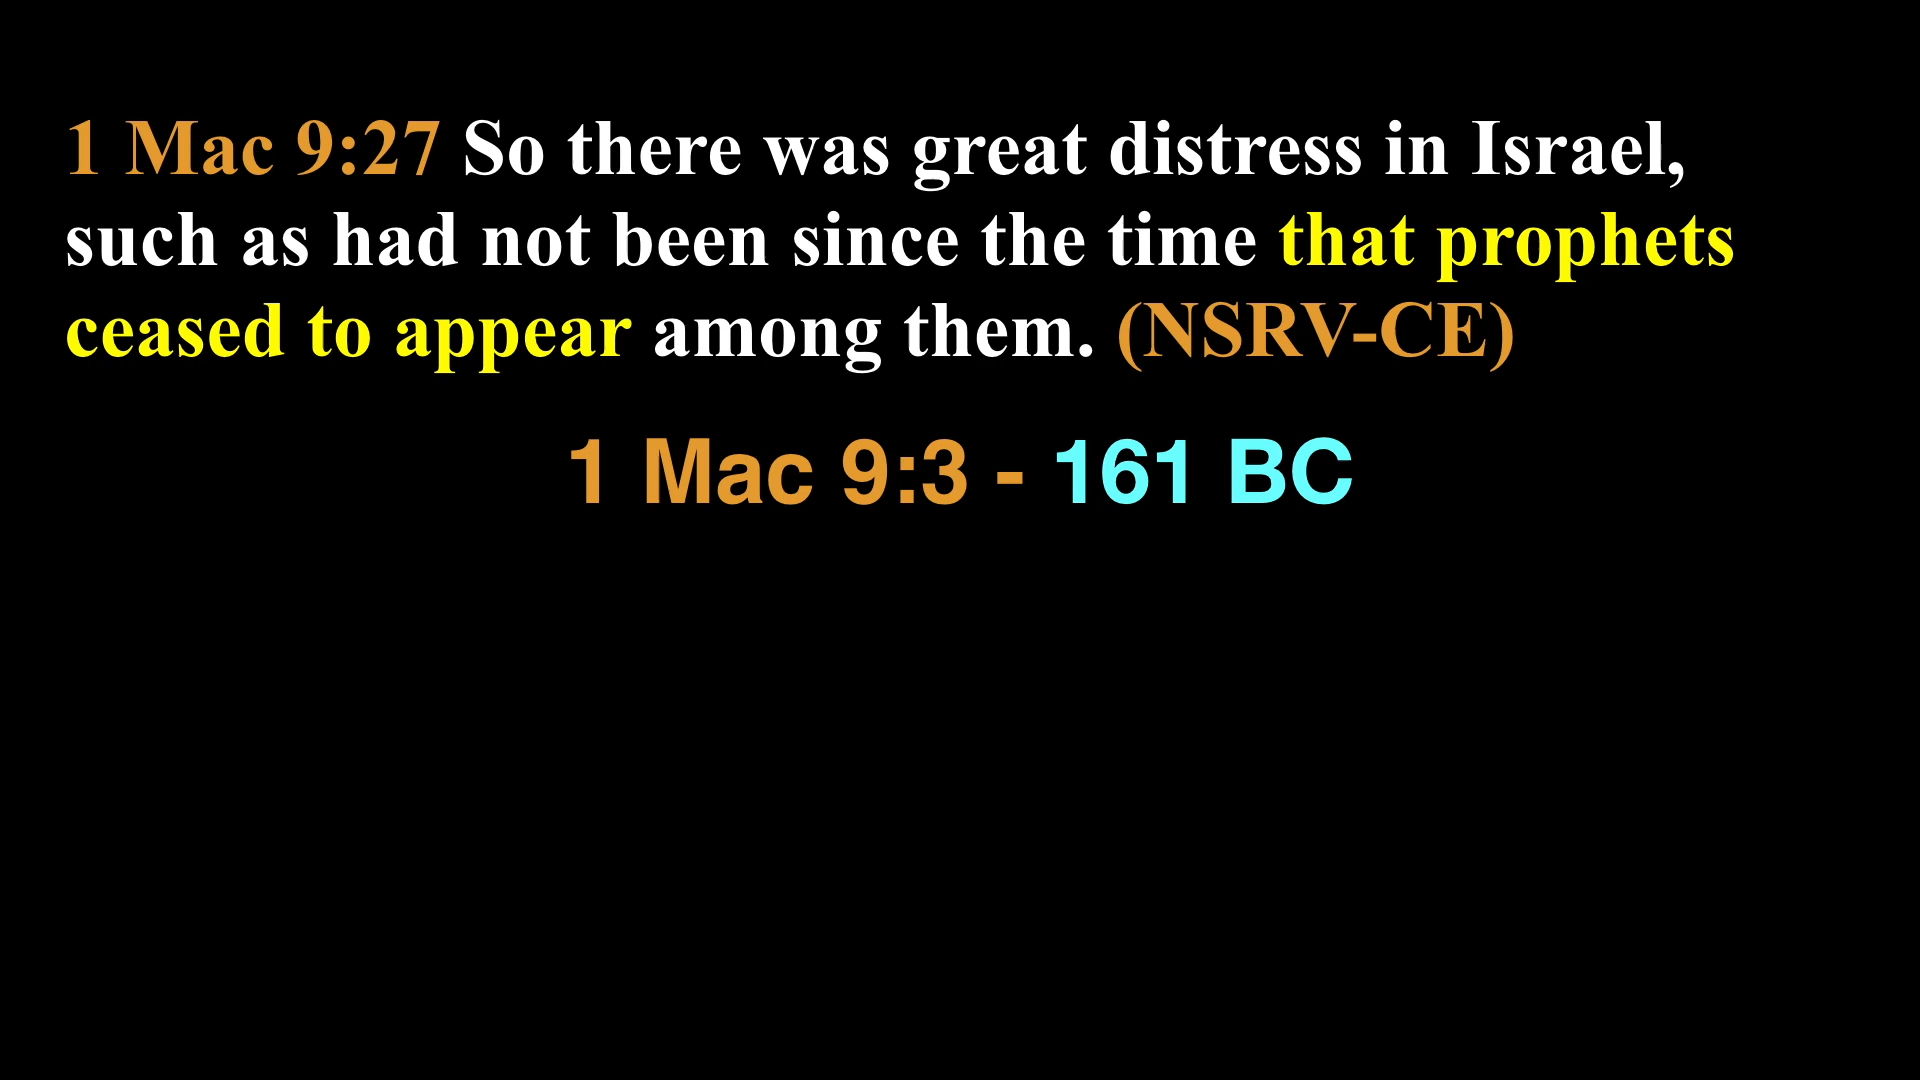 1 Mac 9:27 So there was great distress in Israel,
such as had not been since the time that prophets
ceased to appear among them. (NSRV-CE)
1 Mac 9:3 - 161 BC